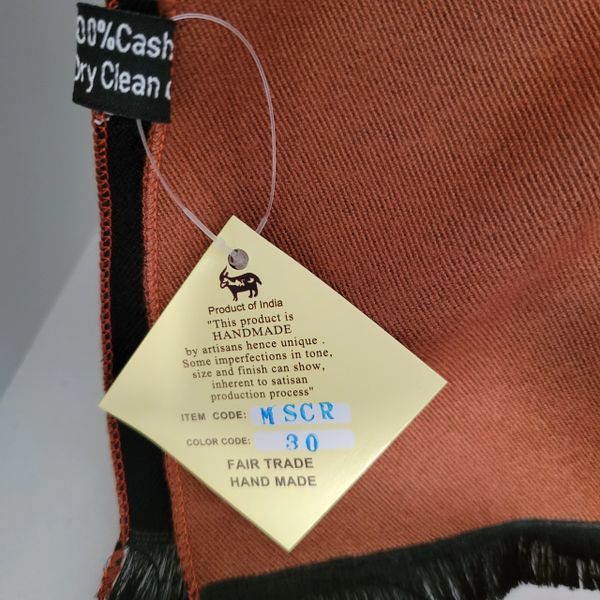 00%Cash
Dry Clean
Product of India
"This product is
HANDMADE
by artisans hence unique .
Some imperfections in tone,
size and finish can show,
inherent to satisan
production process"
ITEM CODE: MSCR
COLOR CODE: 30
FAIR TRADE
HAND MADE